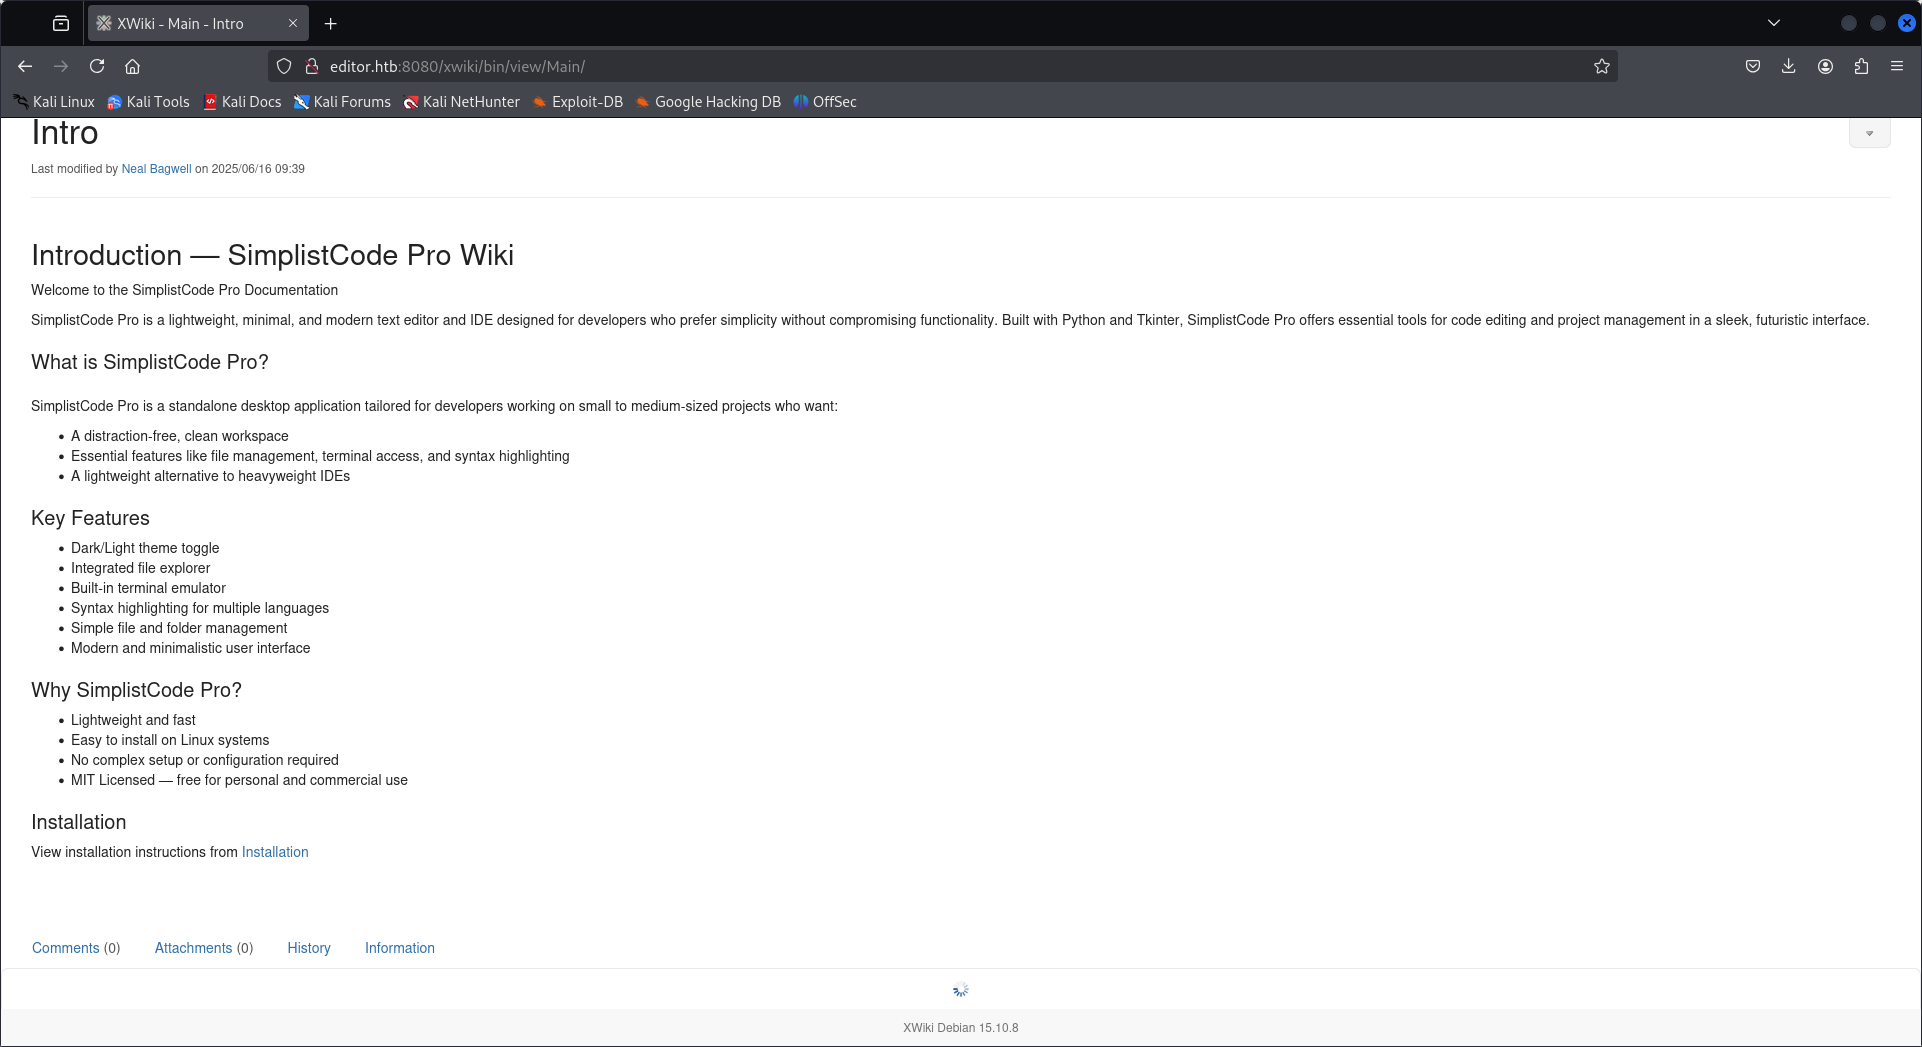 XWiki - Main - Intro
editor.htb:8080/xwiki/bin/view/Main/
Kali Linux Kali Tools Kali Docs Kali Forums Kali NetHunter Exploit-DB Google Hacking DB OffSec
Intro
Last modified by Neal Bagwell on 2025/06/16 09:39
Introduction — SimplistCode Pro Wiki
Welcome to the SimplistCode Pro Documentation
SimplistCode Pro is a lightweight, minimal, and modern text editor and IDE designed for developers who prefer simplicity without compromising functionality. Built with Python and Tkinter, SimplistCode Pro offers essential tools for code editing and project management in a sleek, futuristic interface.
What is SimplistCode Pro?
SimplistCode Pro is a standalone desktop application tailored for developers working on small to medium-sized projects who want:
• A distraction-free, clean workspace
• Essential features like file management, terminal access, and syntax highlighting
• A lightweight alternative to heavyweight IDEs
Key Features
• Dark/Light theme toggle
• Integrated file explorer
• Built-in terminal emulator
• Syntax highlighting for multiple languages
• Simple file and folder management
• Modern and minimalistic user interface
Why SimplistCode Pro?
• Lightweight and fast
• Easy to install on Linux systems
• No complex setup or configuration required
• MIT Licensed — free for personal and commercial use
Installation
View installation instructions from Installation
Comments (0) Attachments (0) History Information
XWiki Debian 15.10.8